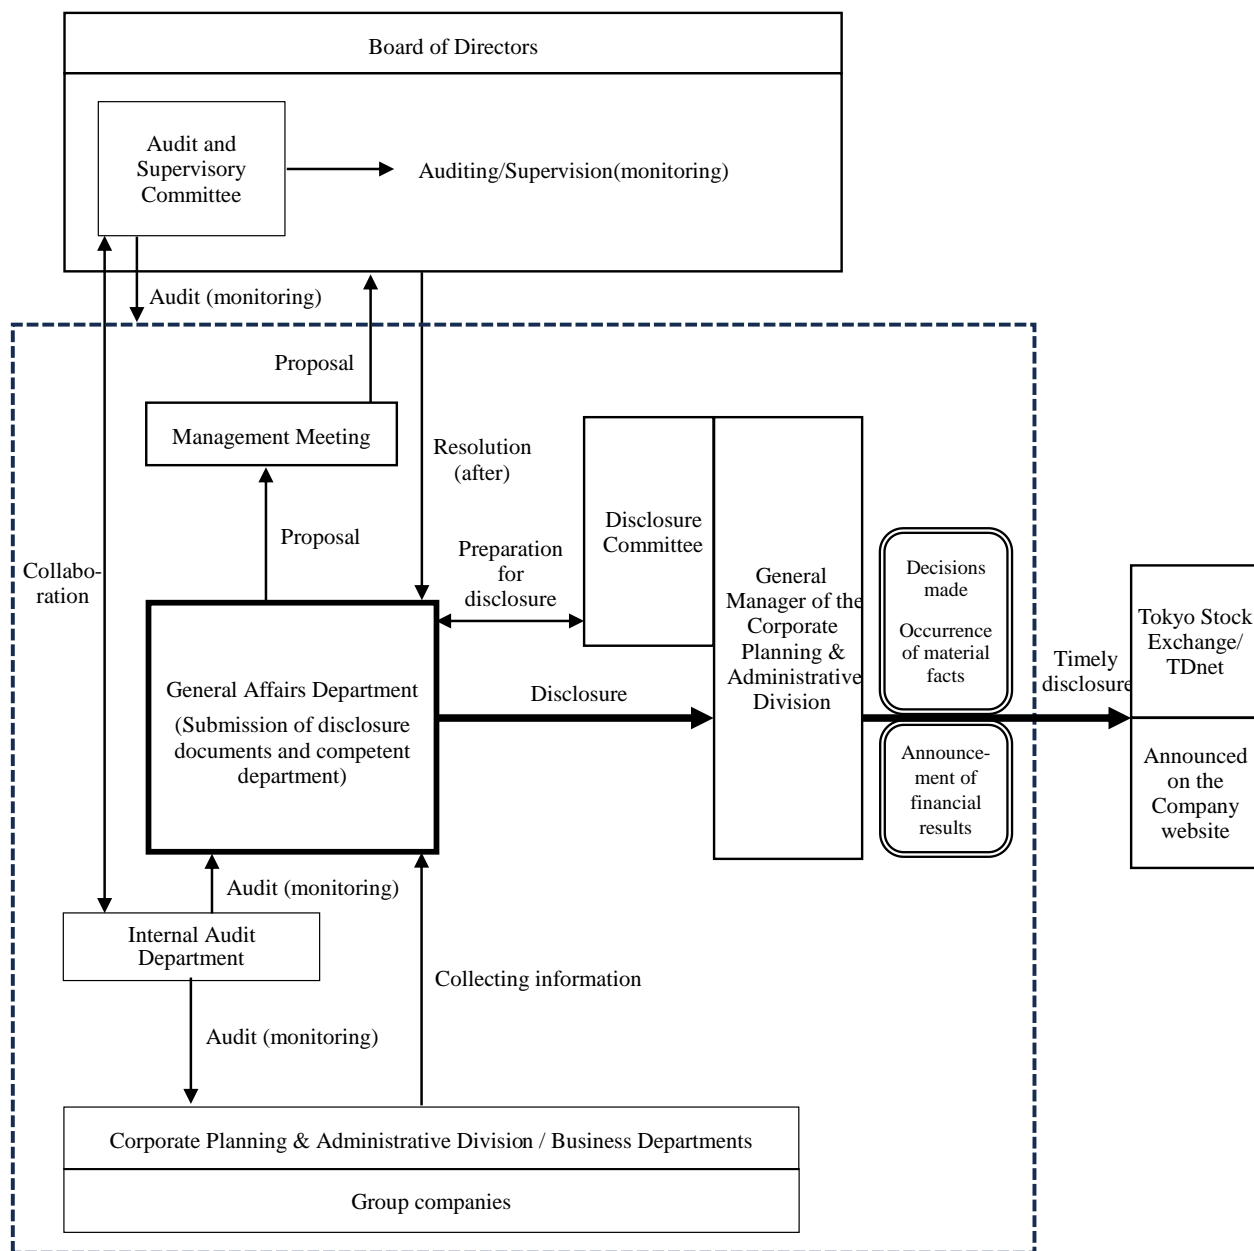 Board of Directors
Audit and
Supervisory
Committee
Auditing/Supervision(monitoring)
Audit (monitoring)
Proposal
Management Meeting
Resolution
(after)
Proposal
Collabo-
ration
Preparation
for
disclosure
Disclosure
Committee
General
Manager of the
Corporate
Planning &
Administrative
Division
Decisions
made
Occurrence
of material
facts
Announce-
ment of
financial
results
Timely
disclosure
Tokyo Stock
Exchange/
TDnet
Announced
on the
Company
website
General Affairs Department
(Submission of disclosure
documents and competent
department)
Disclosure
Audit (monitoring)
Internal Audit
Department
Collecting information
Audit (monitoring)
Corporate Planning & Administrative Division / Business Departments
Group companies